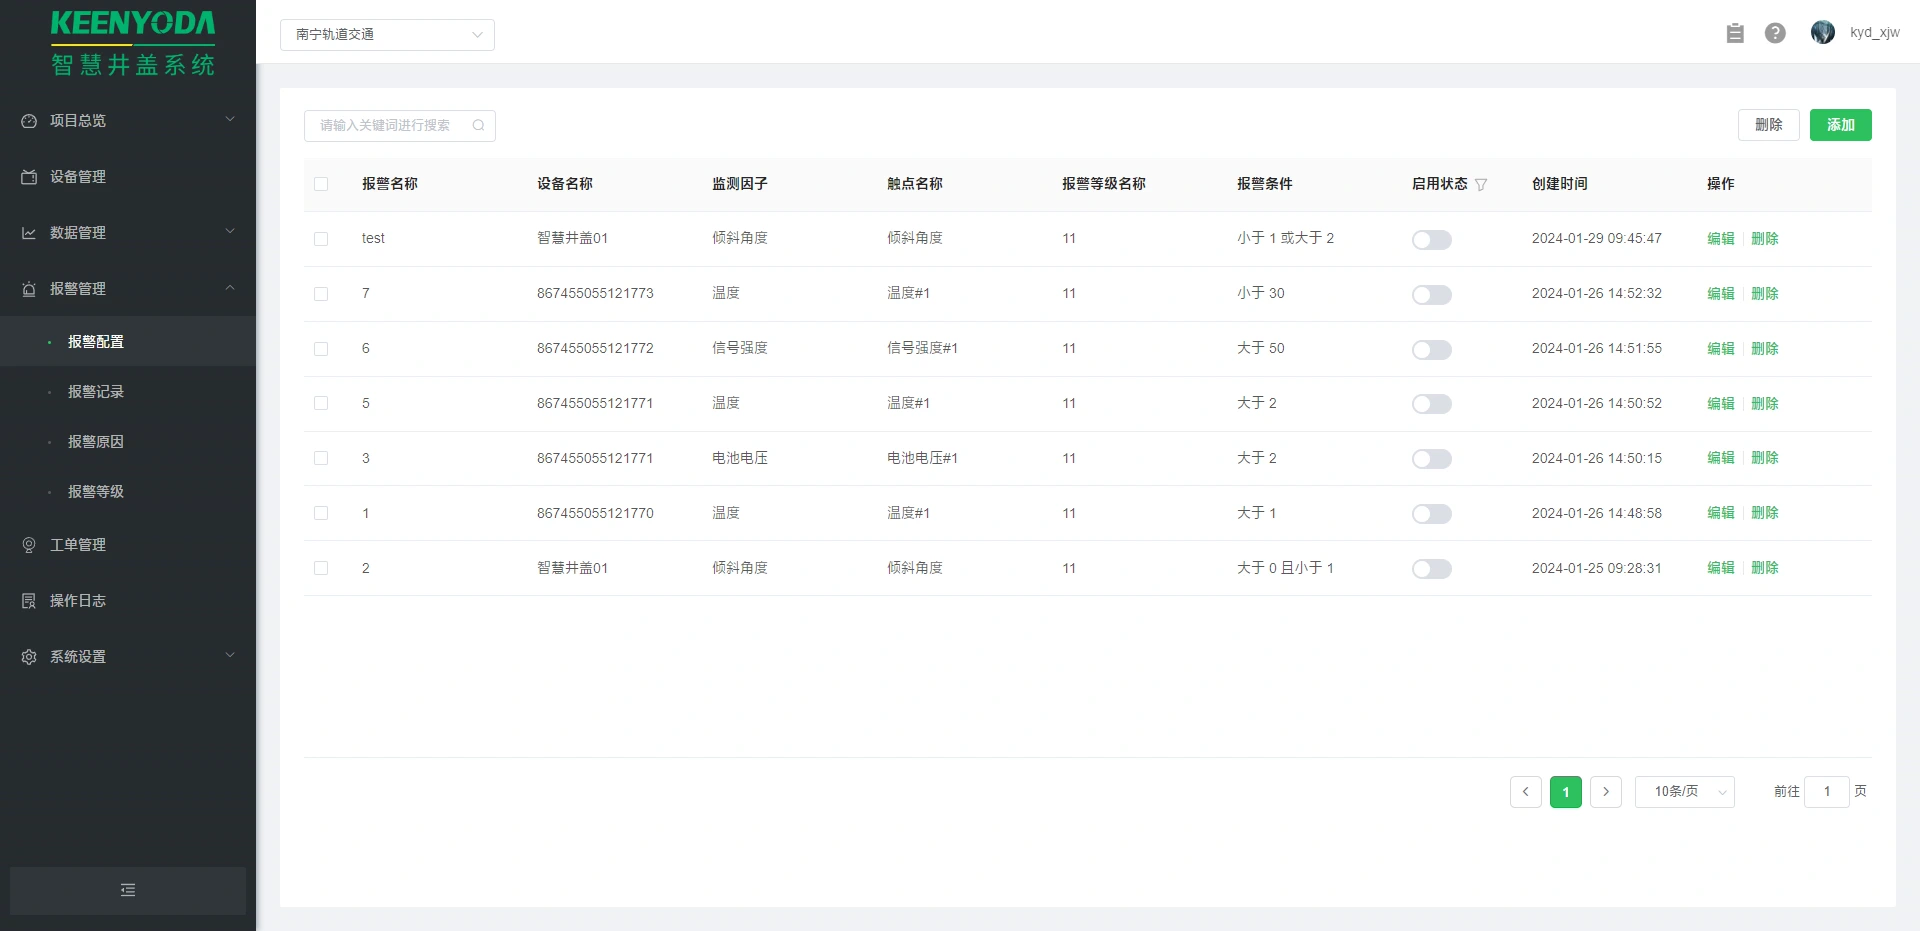 KEENYODA
智慧井盖系统
项目总览
设备管理
数据管理
报警管理
报警配置
报警记录
报警原因
报警等级
工单管理
操作日志
系统设置
南宁轨道交通
kyd_xjw
请输入关键词进行搜索
删除 添加
报警名称 设备名称 监测因子 触点名称 报警等级名称 报警条件 启用状态 创建时间 操作
test 智慧井盖01 倾斜角度 倾斜角度 11 小于 1 或大于 2 2024-01-29 09:45:47 编辑 删除
7 867455055121773 温度 温度#1 11 小于 30 2024-01-26 14:52:32 编辑 删除
6 867455055121772 信号强度 信号强度#1 11 大于 50 2024-01-26 14:51:55 编辑 删除
5 867455055121771 温度 温度#1 11 大于 2 2024-01-26 14:50:52 编辑 删除
3 867455055121771 电池电压 电池电压#1 11 大于 2 2024-01-26 14:50:15 编辑 删除
1 867455055121770 温度 温度#1 11 大于 1 2024-01-26 14:48:58 编辑 删除
2 智慧井盖01 倾斜角度 倾斜角度 11 大于 0 且小于 1 2024-01-25 09:28:31 编辑 删除
1 10条/页 前往 1 页